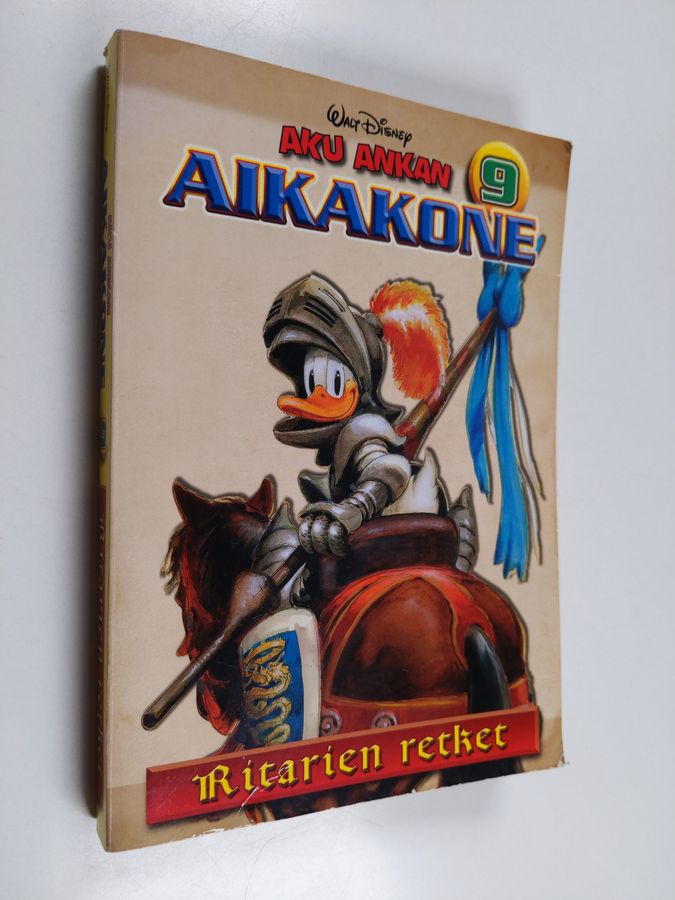 Walt Disney
AKU ANKAN
AIKAKONE
9
Ritarien retket